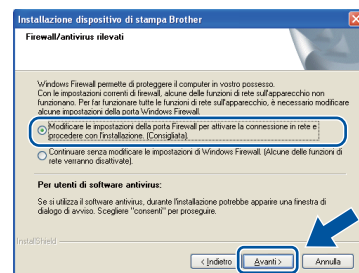 Installazione dispositivo di stampa Brother
Firewall/antivirus rilevati
Windows Firewall permette di proteggere il computer in vostro possesso.
Con le impostazioni correnti di firewall, alcune delle funzioni di rete sull'apparecchio non
funzionano. Per far funzionare tutte le funzioni di rete sull'apparecchio, è necessario modificare
alcune impostazioni della porta Windows Firewall.
Modificare le impostazioni della porta Firewall per attivare la connessione in rete e
procedere con l'installazione. (Consigliata).
Continuare senza modificare le impostazioni di Windows Firewall. (Alcune delle funzioni di
rete verranno disattivate).
Per utenti di software antivirus:
Se si utilizza il software antivirus, durante l'installazione potrebbe apparire una finestra di
dialogo di avviso. Scegliere "consenti" per proseguire.
InstallShield
< Indietro Avanti > Annulla